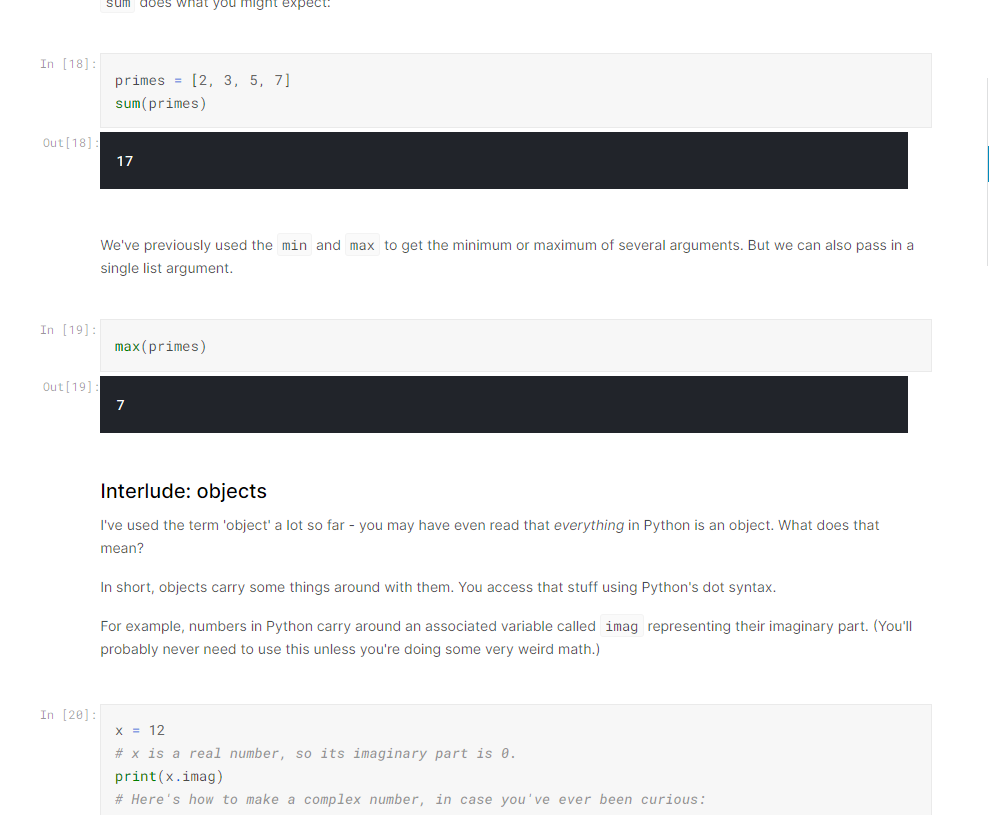 sum does what you might expect:
In [18]:
primes = [2, 3, 5, 7]
sum(primes)
Out[18]:
17
We've previously used the min and max to get the minimum or maximum of several arguments. But we can also pass in a
single list argument.
In [19]:
max(primes)
Out[19]:
7
Interlude: objects
I've used the term 'object' a lot so far - you may have even read that everything in Python is an object. What does that
mean?
In short, objects carry some things around with them. You access that stuff using Python's dot syntax.
For example, numbers in Python carry around an associated variable called imag representing their imaginary part. (You'll
probably never need to use this unless you're doing some very weird math.)
In [20]:
x = 12
# x is a real number, so its imaginary part is 0.
print(x.imag)
# Here's how to make a complex number, in case you've ever been curious: